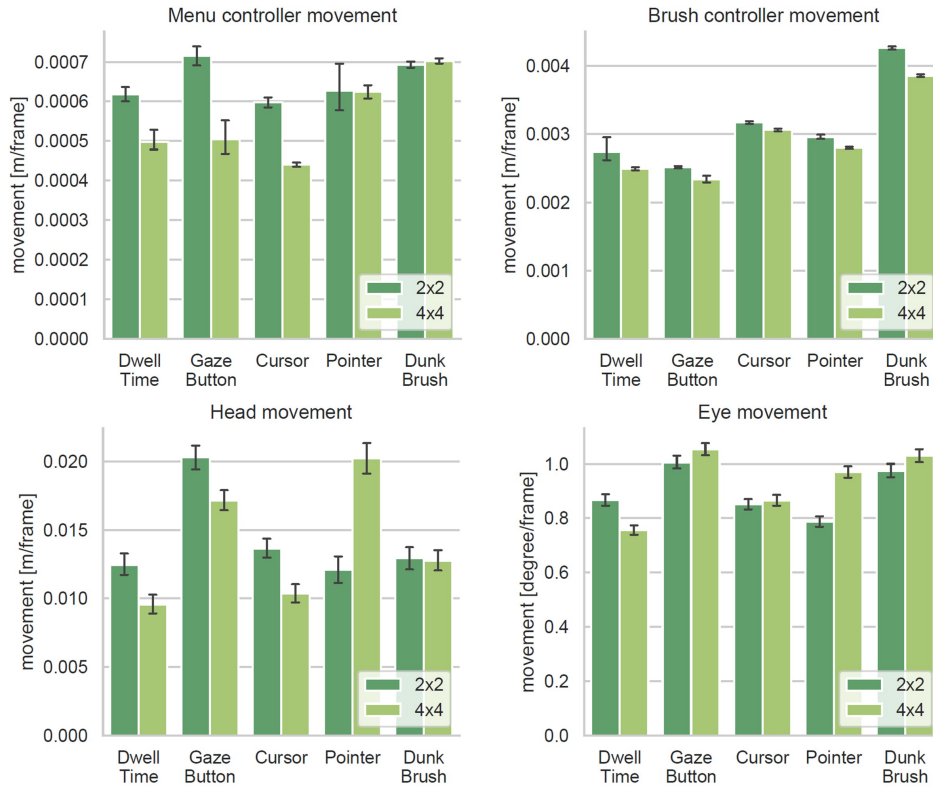 Menu controller movement
movement [m/frame]
0.0007
0.0006
0.0005
0.0004
0.0003
0.0002
0.0001
0.0000
2x2
4x4
Dwell Time
Gaze Button
Cursor
Pointer
Dunk Brush
Brush controller movement
movement [m/frame]
0.004
0.003
0.002
0.001
0.000
2x2
4x4
Dwell Time
Gaze Button
Cursor
Pointer
Dunk Brush
Head movement
movement [m/frame]
0.020
0.015
0.010
0.005
0.000
2x2
4x4
Dwell Time
Gaze Button
Cursor
Pointer
Dunk Brush
Eye movement
movement [degree/frame]
1.0
0.8
0.6
0.4
0.2
0.0
2x2
4x4
Dwell Time
Gaze Button
Cursor
Pointer
Dunk Brush